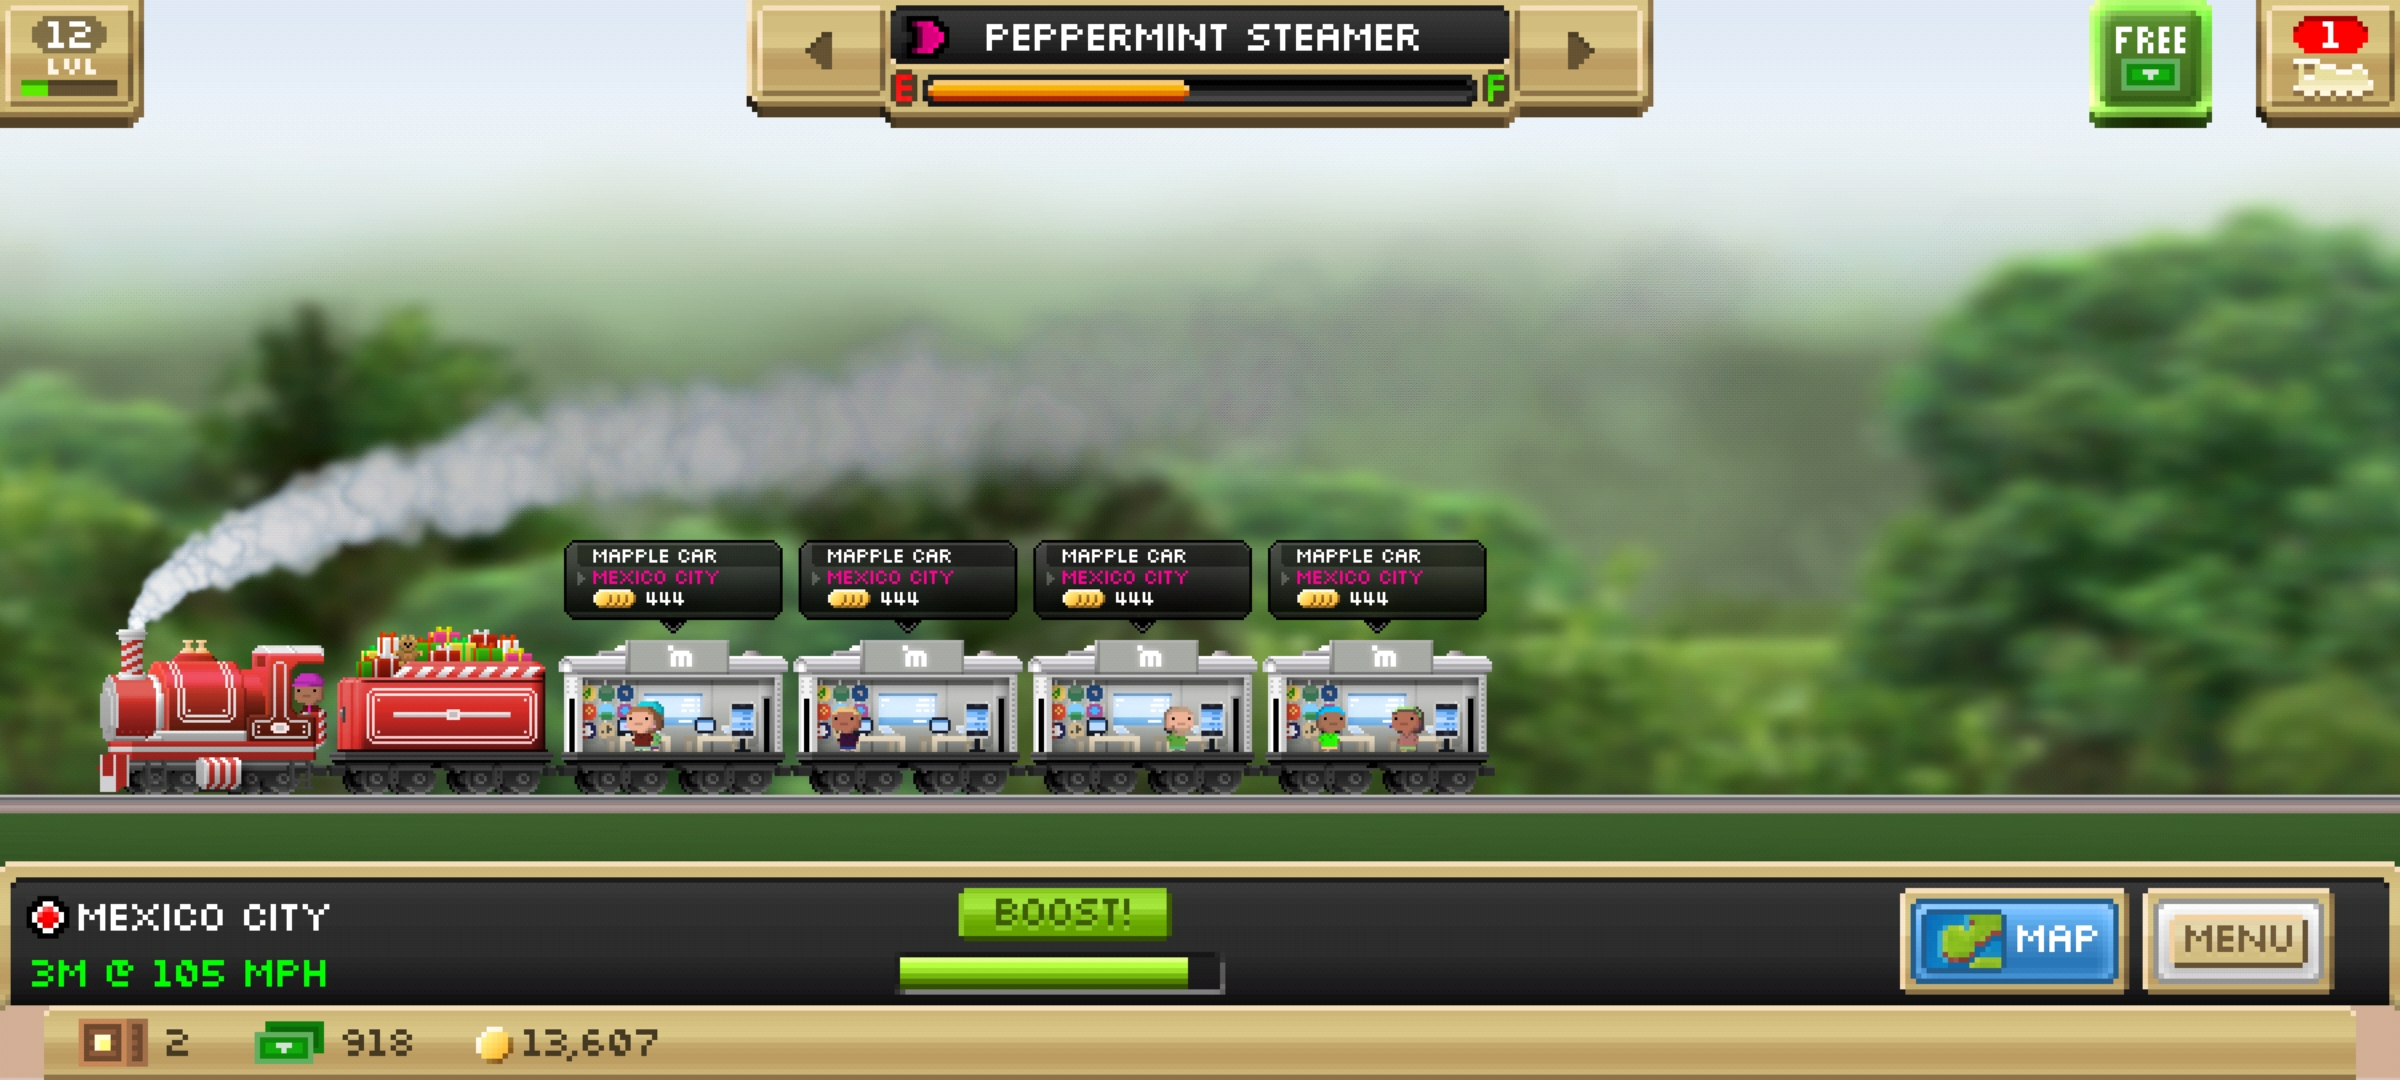 12
LVL
PEPPERMINT STEAMER
E F
FREE
1
MAPPLE CAR
MEXICO CITY
444
MAPPLE CAR
MEXICO CITY
444
MAPPLE CAR
MEXICO CITY
444
MAPPLE CAR
MEXICO CITY
444
m
m
m
m
MEXICO CITY
3M @ 105 MPH
BOOST!
MAP
MENU
2
918
13,607